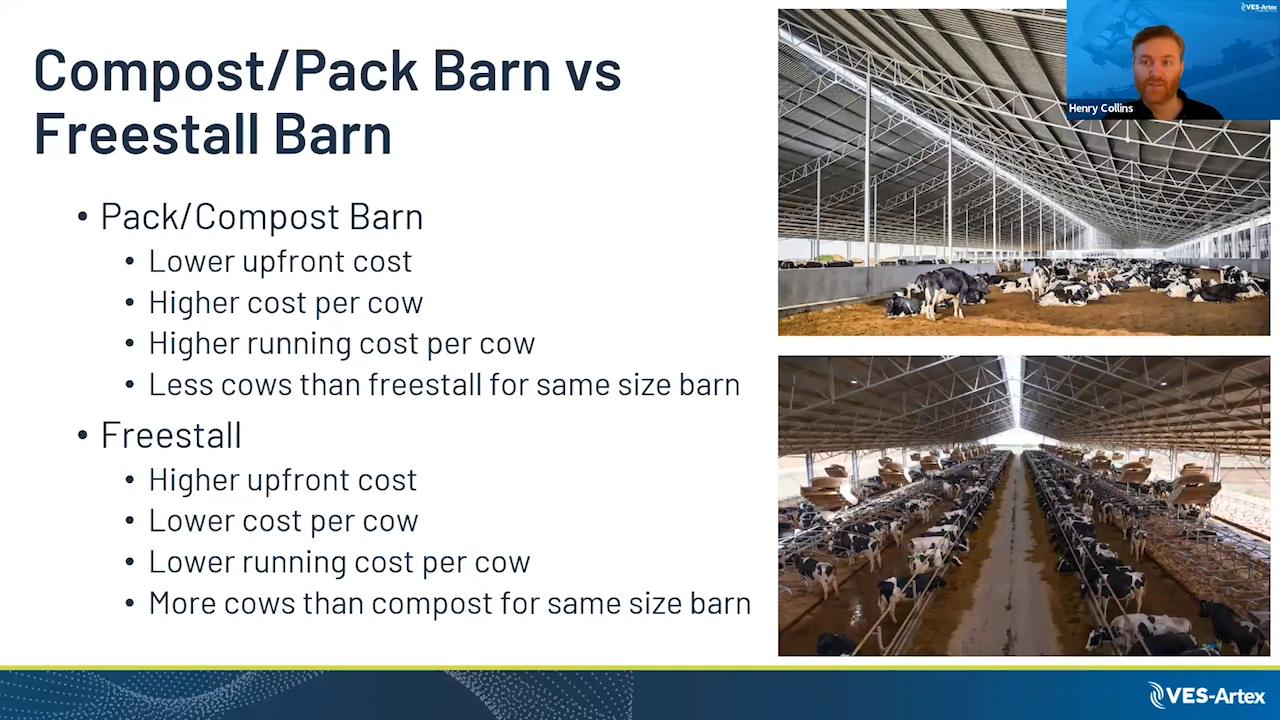 Compost/Pack Barn vs
Freestall Barn
• Pack/Compost Barn
• Lower upfront cost
• Higher cost per cow
• Higher running cost per cow
• Less cows than freestall for same size barn
• Freestall
• Higher upfront cost
• Lower cost per cow
• Lower running cost per cow
• More cows than compost for same size barn
VES-Artex
Henry Collins
VES-Artex